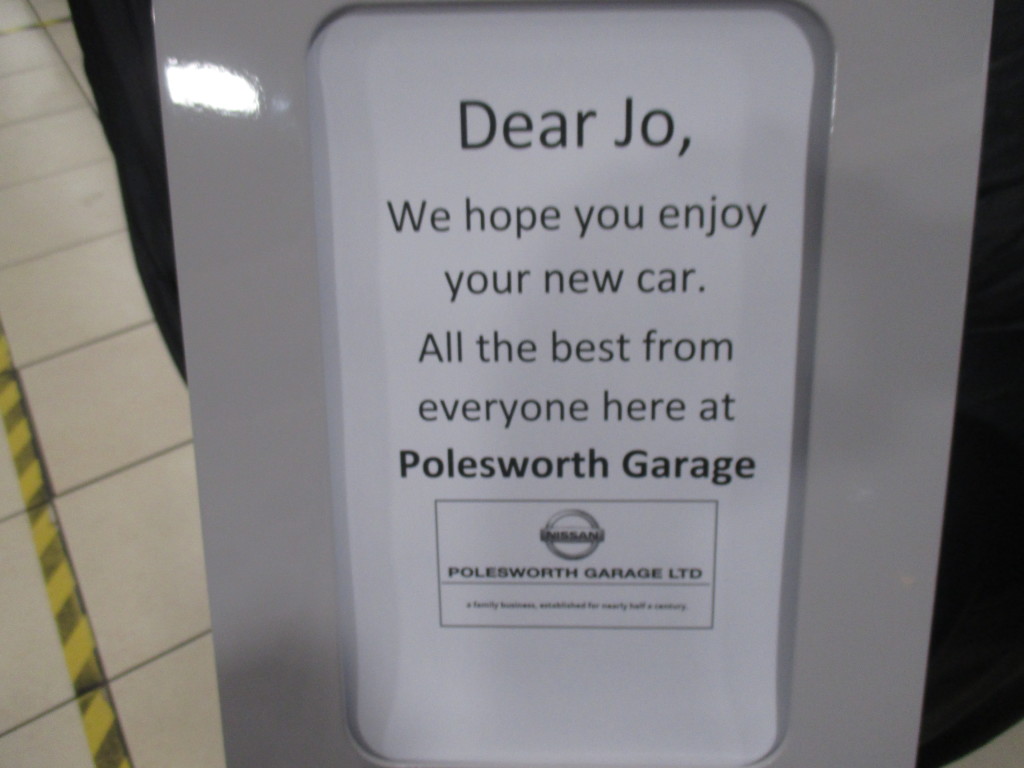 Dear Jo,
We hope you enjoy
your new car.
All the best from
everyone here at
Polesworth Garage
NISSAN
POLESWORTH GARAGE LTD
a family business, established for nearly half a century.